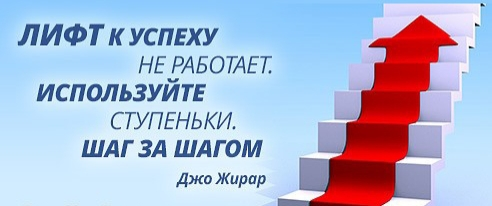 ЛИФТ К УСПЕХУ
НЕ РАБОТАЕТ.
ИСПОЛЬЗУЙТЕ
СТУПЕНЬКИ.
ШАГ ЗА ШАГОМ
Джо Жирар